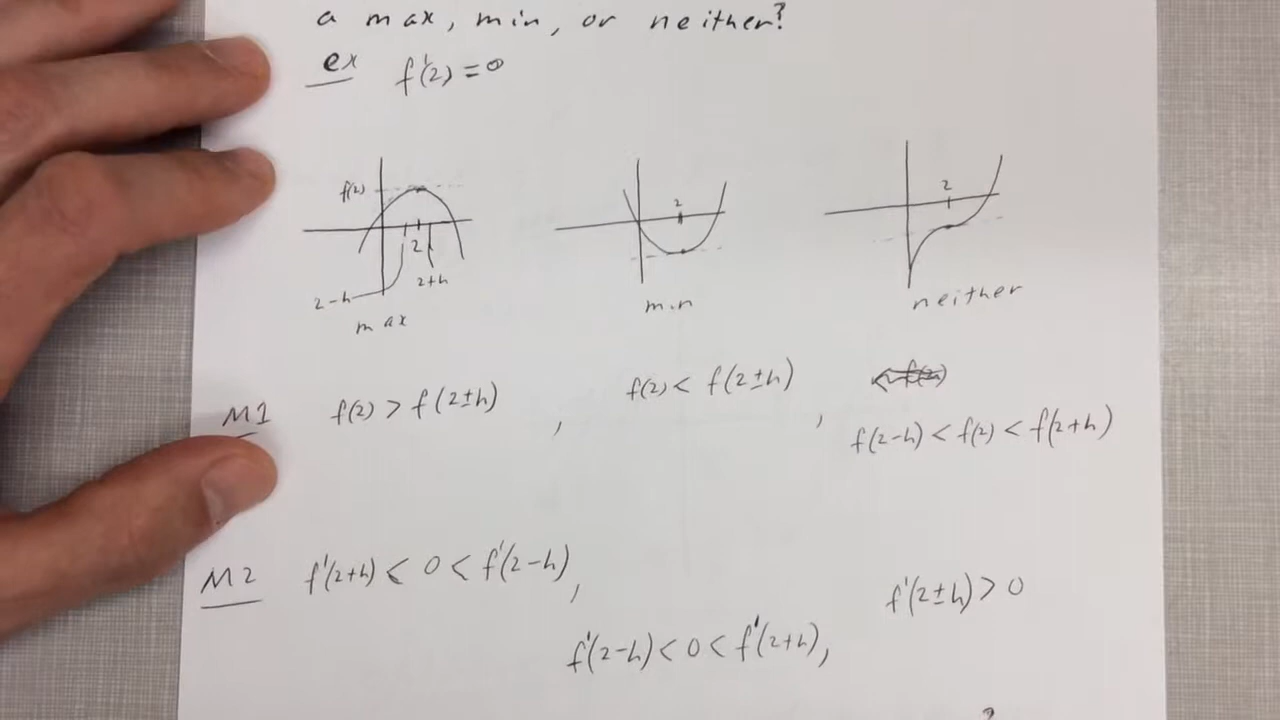 a max, min, or neither?
ex f'(2) = 0
f(2) 2 2-h 2+h max
2 min
2 neither
M1 f(2) > f(2±h) , f(2) < f(2±h) , f(2-h) < f(2) < f(2+h)
M2 f'(2+h) < 0 < f'(2-h), f'(2-h) < 0 < f'(2+h), f'(2±h) > 0